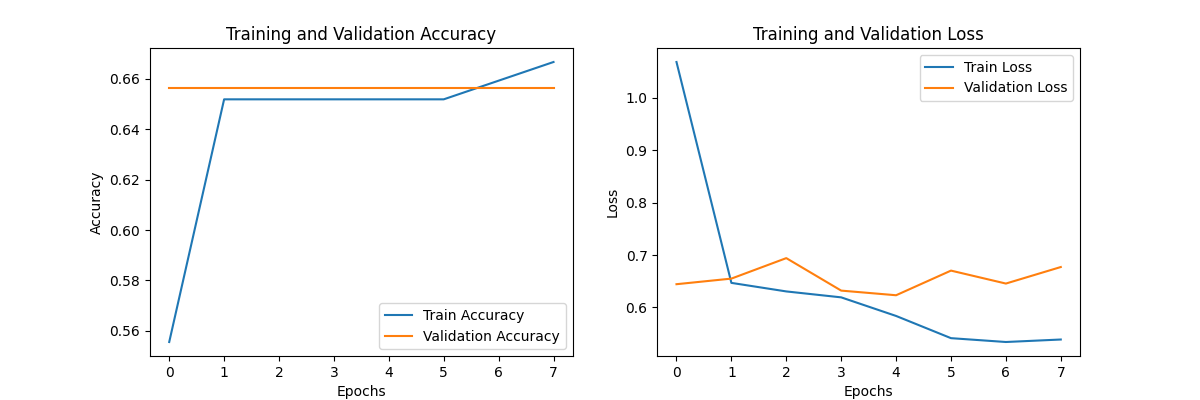 Training and Validation Accuracy
Accuracy
0.66
0.64
0.62
0.60
0.58
0.56
Train Accuracy
Validation Accuracy
0 1 2 3 4 5 6 7
Epochs
Training and Validation Loss
Loss
1.0
0.9
0.8
0.7
0.6
Train Loss
Validation Loss
0 1 2 3 4 5 6 7
Epochs